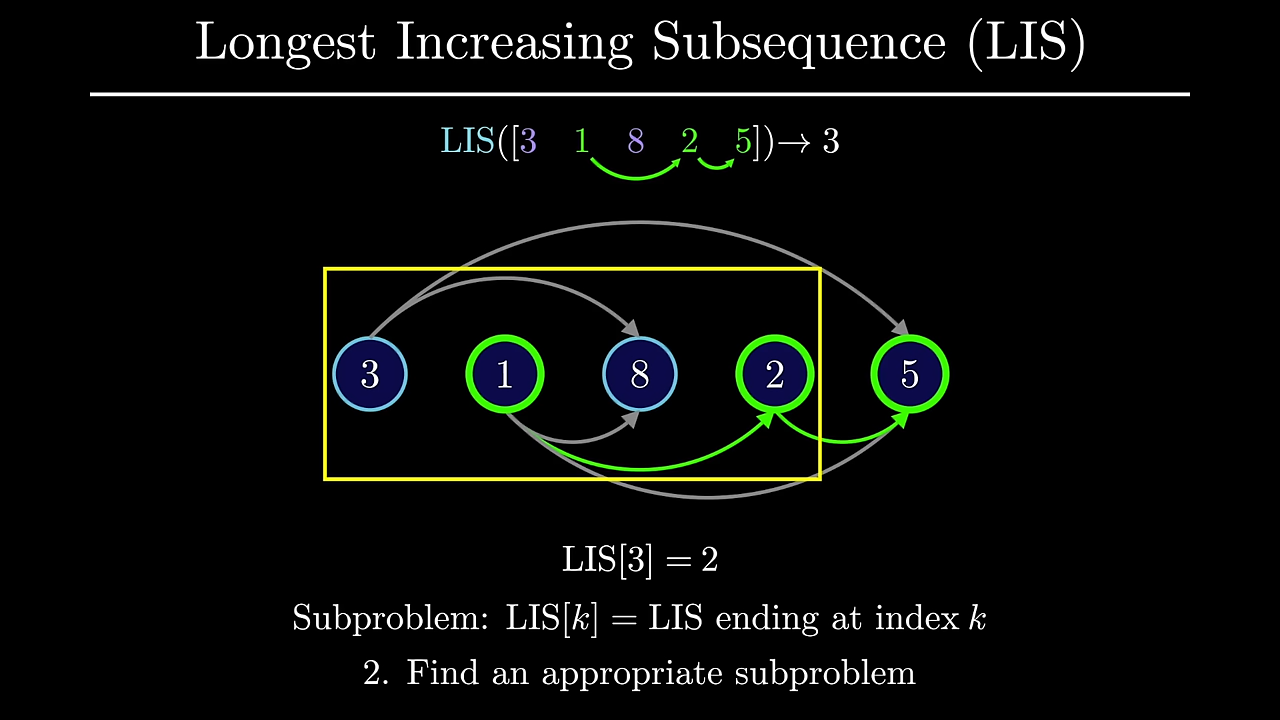 Longest Increasing Subsequence (LIS)
LIS([3 1 8 2 5])→ 3
3 1 8 2 5
LIS[3] = 2
Subproblem: LIS[k] = LIS ending at index k
2. Find an appropriate subproblem